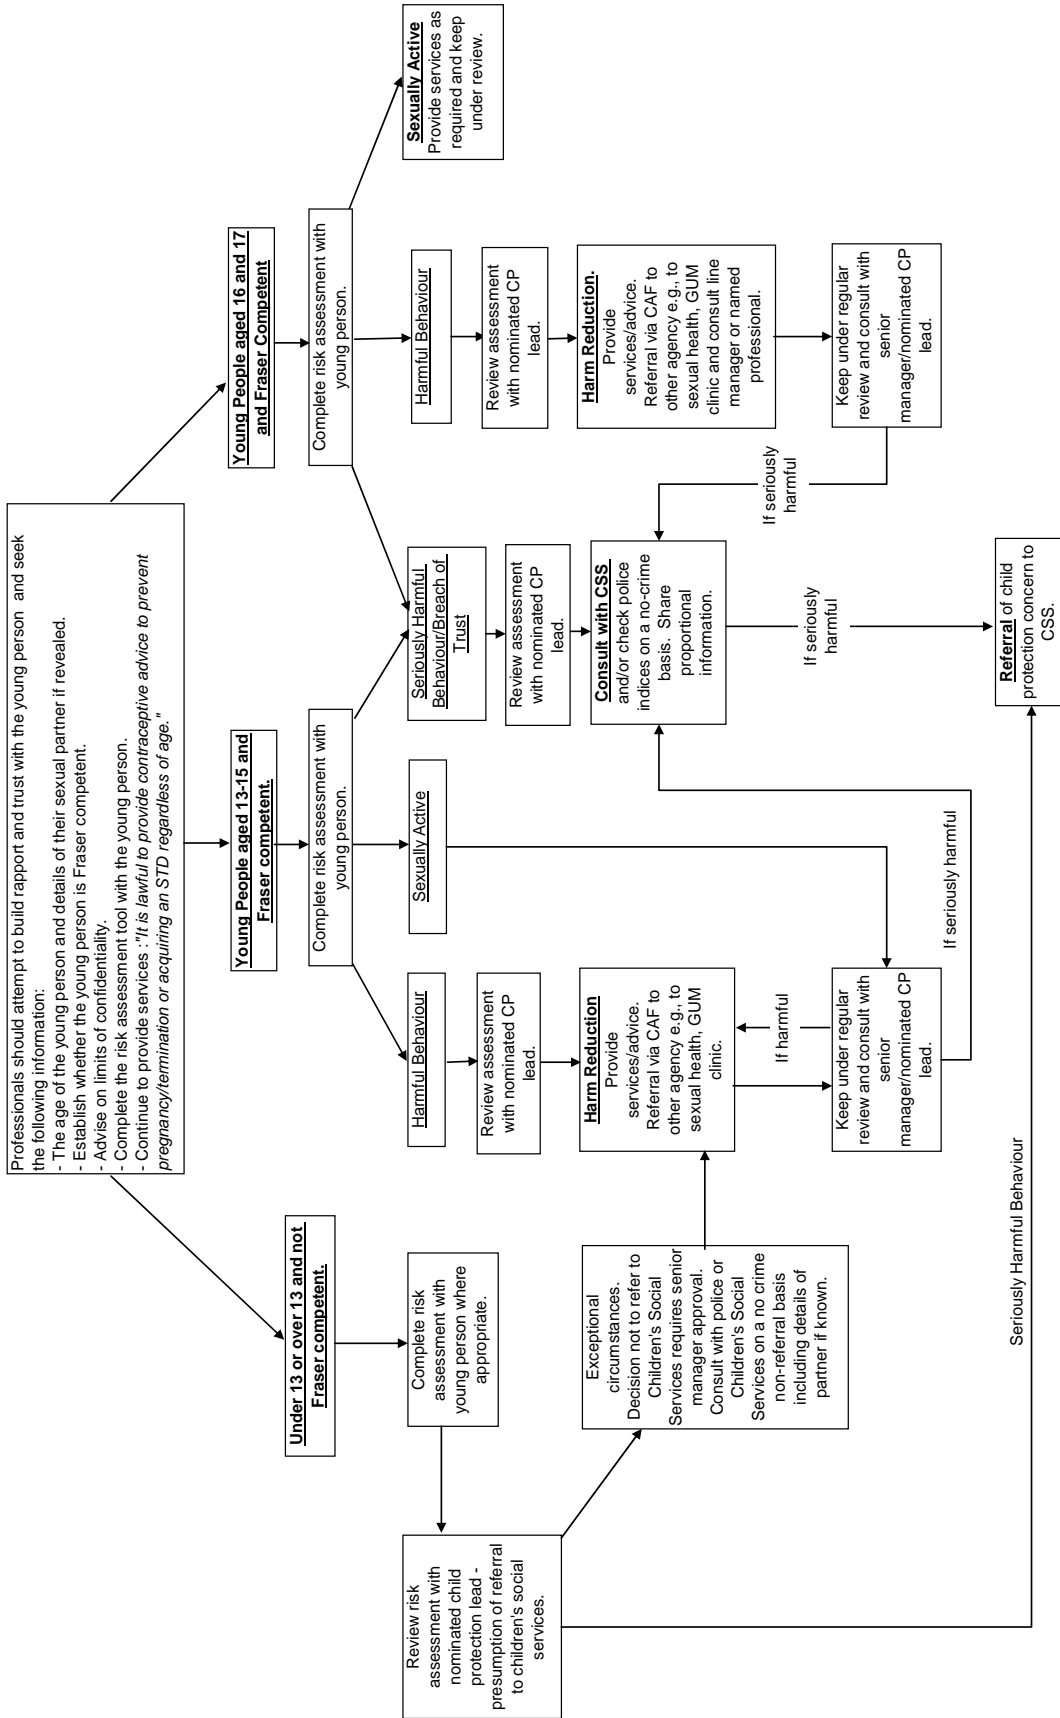 Professionals should attempt to build rapport and trust with the young person  and seek
the following information:
- The age of the young person and details of their sexual partner if revealed.
- Establish whether the young person is Fraser competent.
- Advise on limits of confidentiality.
- Complete the risk assessment tool with the young person.
- Continue to provide services :"It is lawful to provide contraceptive advice to prevent
pregnancy/termination or acquiring an STD regardless of age."
Under 13 or over 13 and not
Fraser competent.
Young People aged 13-15 and
Fraser competent.
Young People aged 16 and 17
and Fraser Competent
Complete risk
assessment with
young person where
appropriate.
Complete risk assessment with
young person.
Complete risk assessment with
young person.
Review risk
assessment with
nominated child
protection lead -
presumption of referral
to children's social
services.
Harmful Behaviour
Sexually Active
Seriously Harmful
Behaviour/Breach of
Trust
Harmful Behaviour
Sexually Active
Provide services as
required and keep
under review.
Review assessment
with nominated CP
lead.
Review assessment
with nominated CP
lead.
Review assessment
with nominated CP
lead.
Exceptional
circumstances.
Decision not to refer to
Children's Social
Services requires senior
manager approval.
Consult with police or
Children's Social
Services on a no crime
non-referral basis
including details of
partner if known.
Harm Reduction
Provide
services/advice.
Referral via CAF to
other agency e.g., to
sexual health, GUM
clinic.
Consult with CSS
and/or check police
indices on a no-crime
basis.  Share
proportional
information.
Harm Reduction.
Provide
services/advice.
Referral via CAF to
other agency e.g., to
sexual health, GUM
clinic and consult line
manager or named
professional.
If harmful
If seriously
harmful
Keep under regular
review and consult with
senior
manager/nominated CP
lead.
If seriously
harmful
Keep under regular
review and consult with
senior
manager/nominated CP
lead.
If seriously harmful
Seriously Harmful Behaviour
Referral of child
protection concern to
CSS.